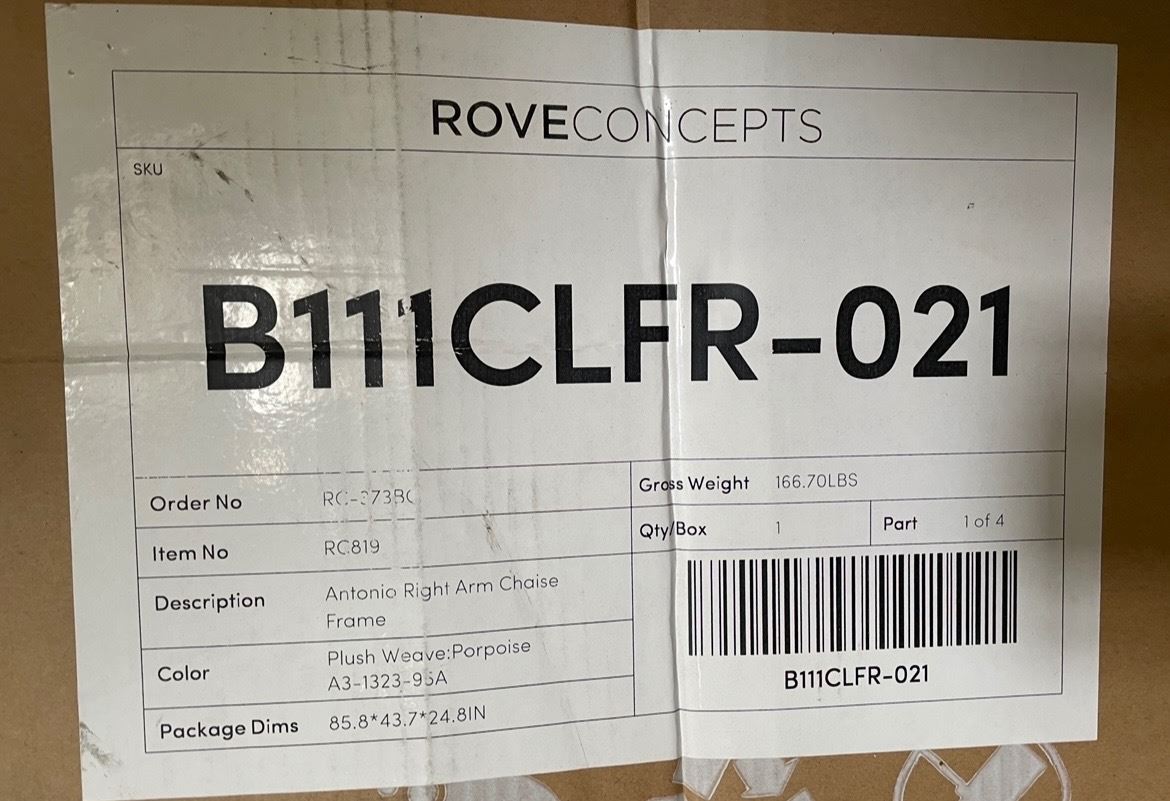 ROVECONCEPTS
SKU
B111CLFR-021
Order No
Gross Weight 166.70LBS
Qty/Box 1 Part 1 of 4
Item No RC819
Description Antonio Right Arm Chaise
Frame
Color Plush Weave:Porpoise
Package Dims 85.8*43.7*24.8IN
B111CLFR-021